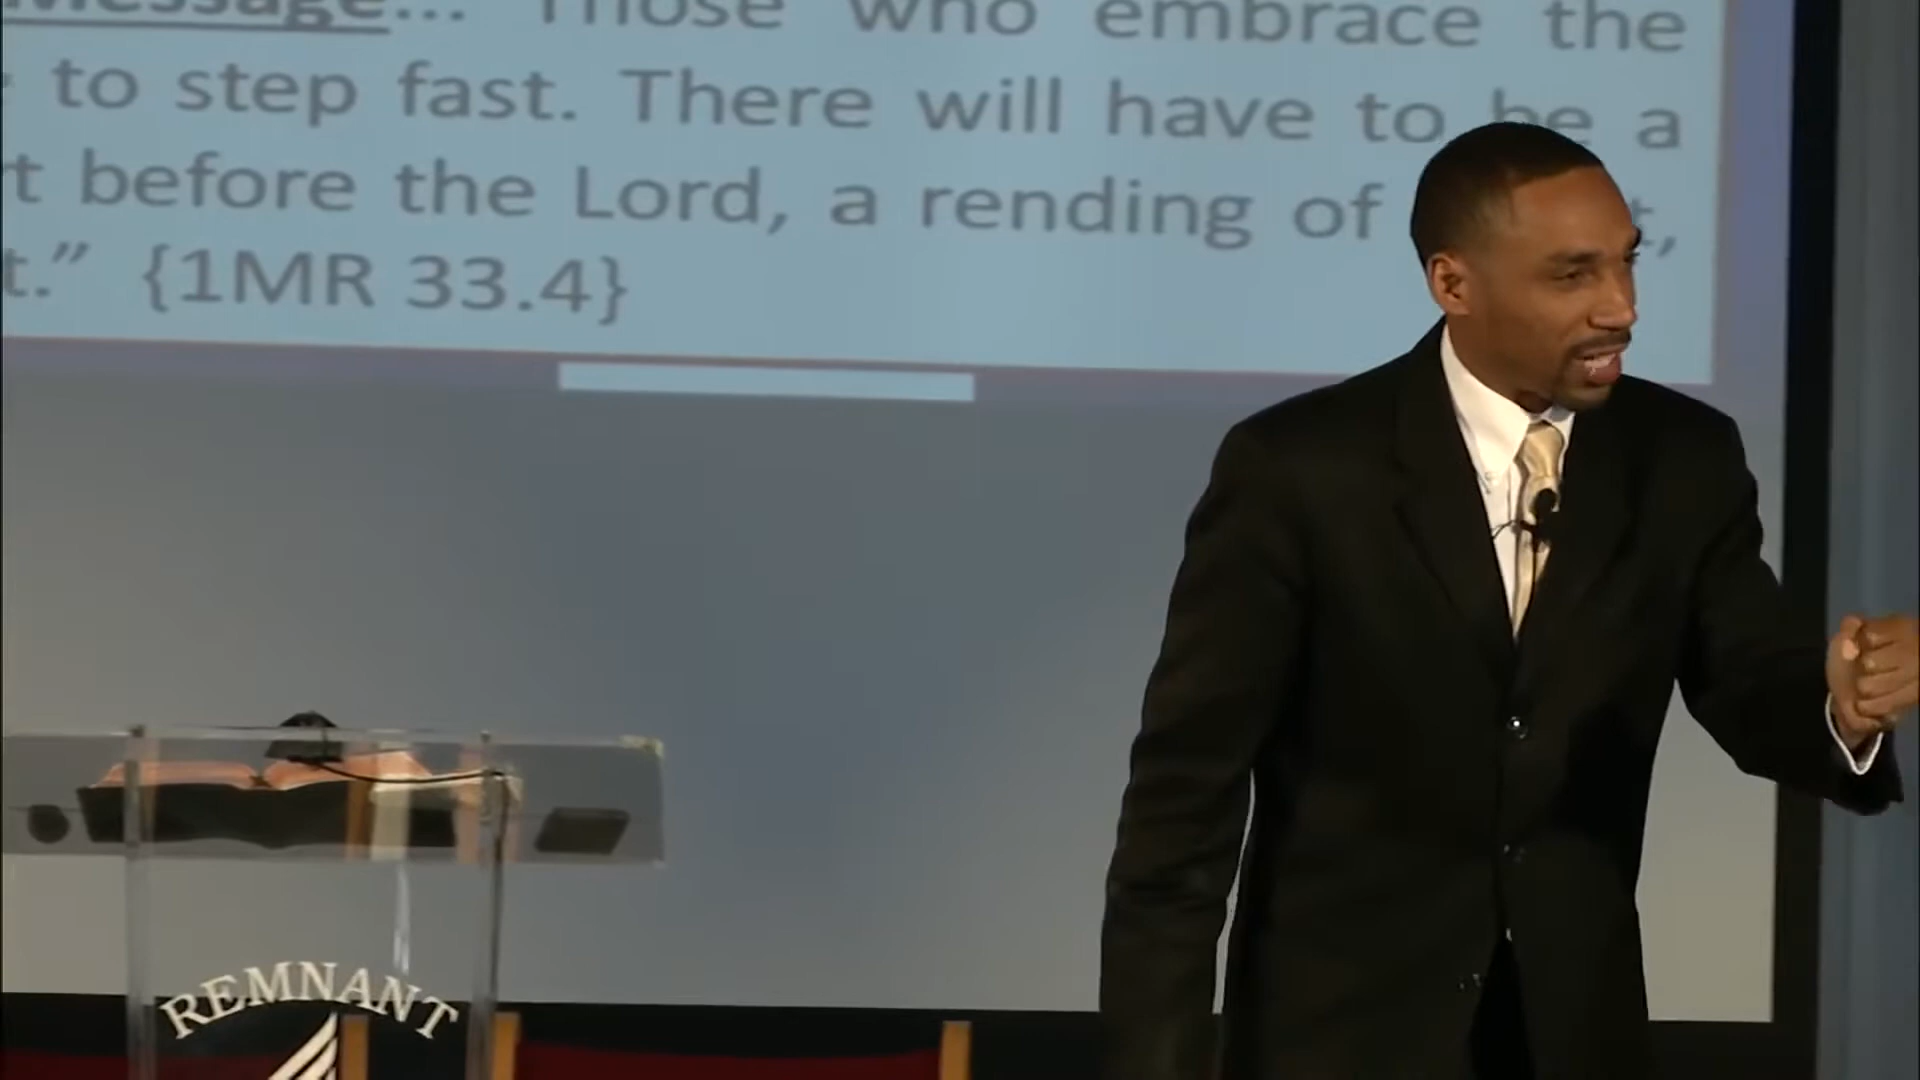 Message... Those who embrace the
to step fast. There will have to be a
t before the Lord, a rending of t,
t.” {1MR 33.4}
REMNANT